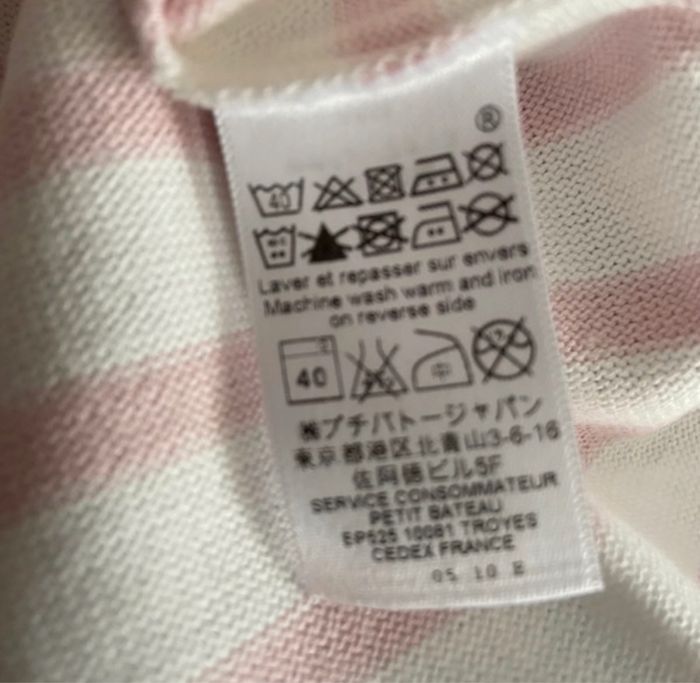 ®
40
Laver et repasser sur envers
Machine wash warm and iron
on reverse side
40 中
㈱プチバトージャパン
東京都港区北青山3-6-16
佐阿徳ビル5F
SERVICE CONSOMMATEUR
PETIT BATEAU
BP525 10081 TROYES
CEDEX FRANCE
05 10 E